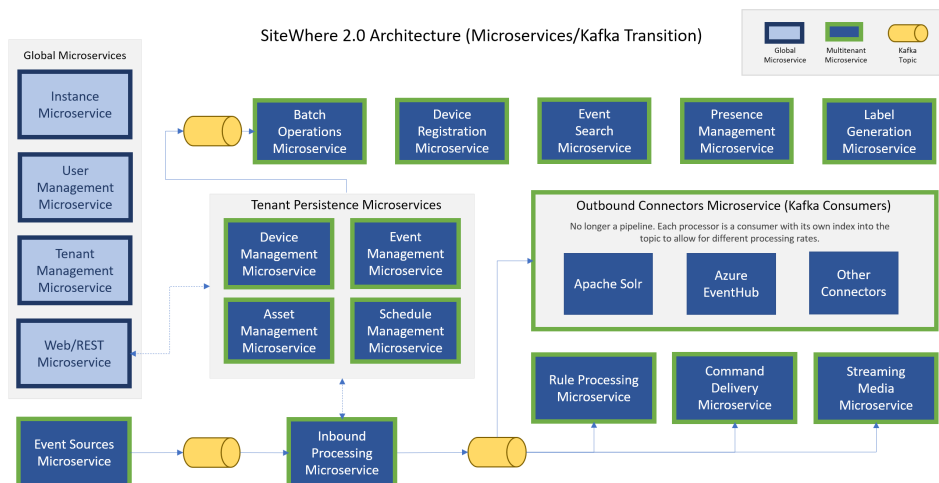 SiteWhere 2.0 Architecture (Microservices/Kafka Transition)
Global
Microservice
Multitenant
Microservice
Kafka
Topic
Global Microservices
Instance
Microservice
User
Management
Microservice
Tenant
Management
Microservice
Web/REST
Microservice
Batch
Operations
Microservice
Device
Registration
Microservice
Event
Search
Microservice
Presence
Management
Microservice
Label
Generation
Microservice
Tenant Persistence Microservices
Device
Management
Microservice
Event
Management
Microservice
Asset
Management
Microservice
Schedule
Management
Microservice
Outbound Connectors Microservice (Kafka Consumers)
No longer a pipeline. Each processor is a consumer with its own index into the
topic to allow for different processing rates.
Apache Solr
Azure
EventHub
Other
Connectors
Rule Processing
Microservice
Command
Delivery
Microservice
Streaming
Media
Microservice
Event Sources
Microservice
Inbound
Processing
Microservice